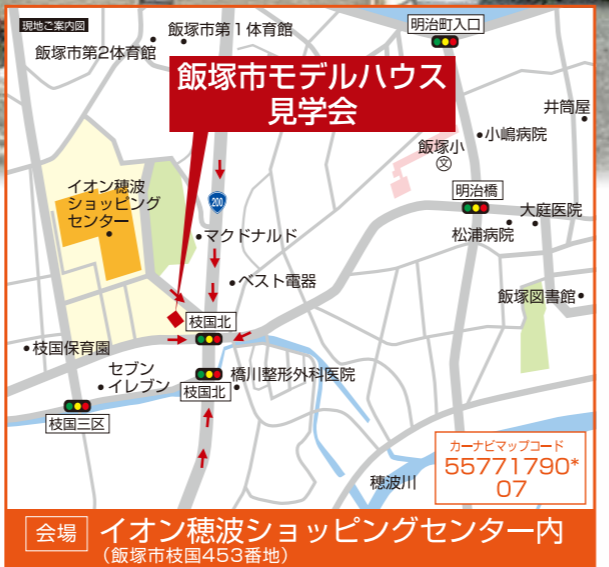 現地ご案内図
飯塚市第1体育館
飯塚市第2体育館
明治町入口
飯塚市モデルハウス
見学会
井筒屋
小嶋病院
飯塚小
文
イオン穂波
ショッピング
センター
200
明治橋
大庭医院
松浦病院
マクドナルド
ベスト電器
飯塚図書館
枝国北
枝国保育園
セブン
イレブン
橋川整形外科医院
枝国北
枝国三区
カーナビマップコード
55771790*
07
穂波川
会場
イオン穂波ショッピングセンター内
(飯塚市枝国453番地)